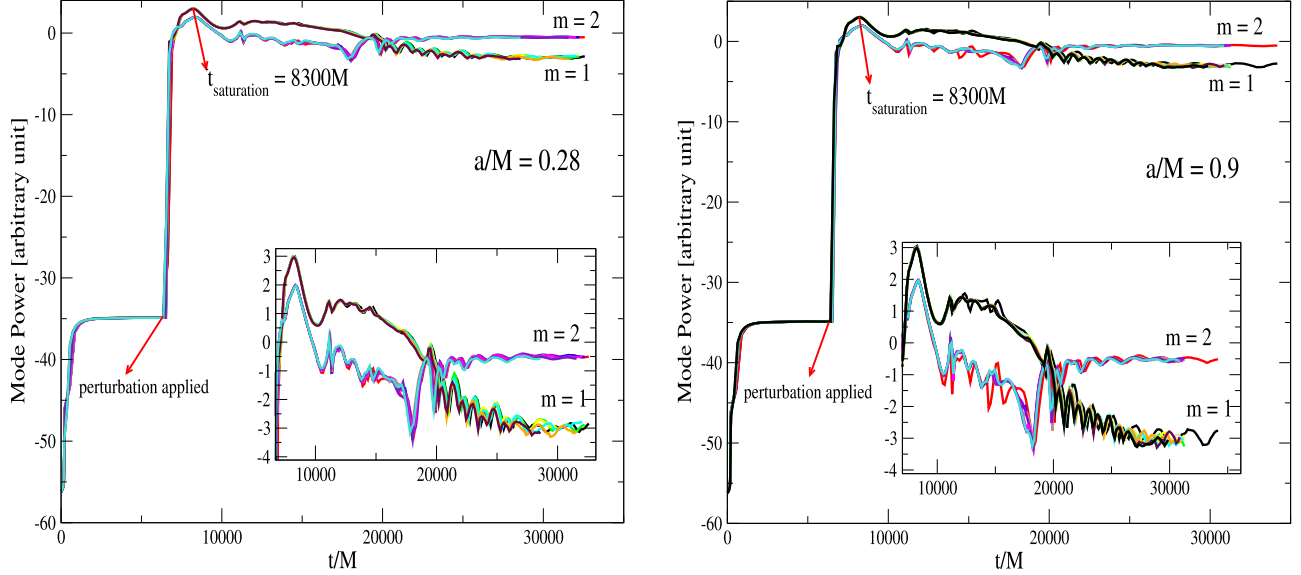 m = 2
m = 1
t_saturation = 8300M
a/M = 0.28
perturbation applied
Mode Power [arbitrary unit]
0
-10
-20
-30
-40
-50
-60
0
10000
20000
30000
t/M
3
2
1
0
-1
-2
-3
-4
10000
20000
30000
m = 2
m = 1
m = 2
m = 1
t_saturation = 8300M
a/M = 0.9
perturbation applied
Mode Power [arbitrary unit]
0
-10
-20
-30
-40
-50
-60
0
10000
20000
30000
t/M
3
2
1
0
-1
-2
-3
-4
10000
20000
30000
m = 2
m = 1